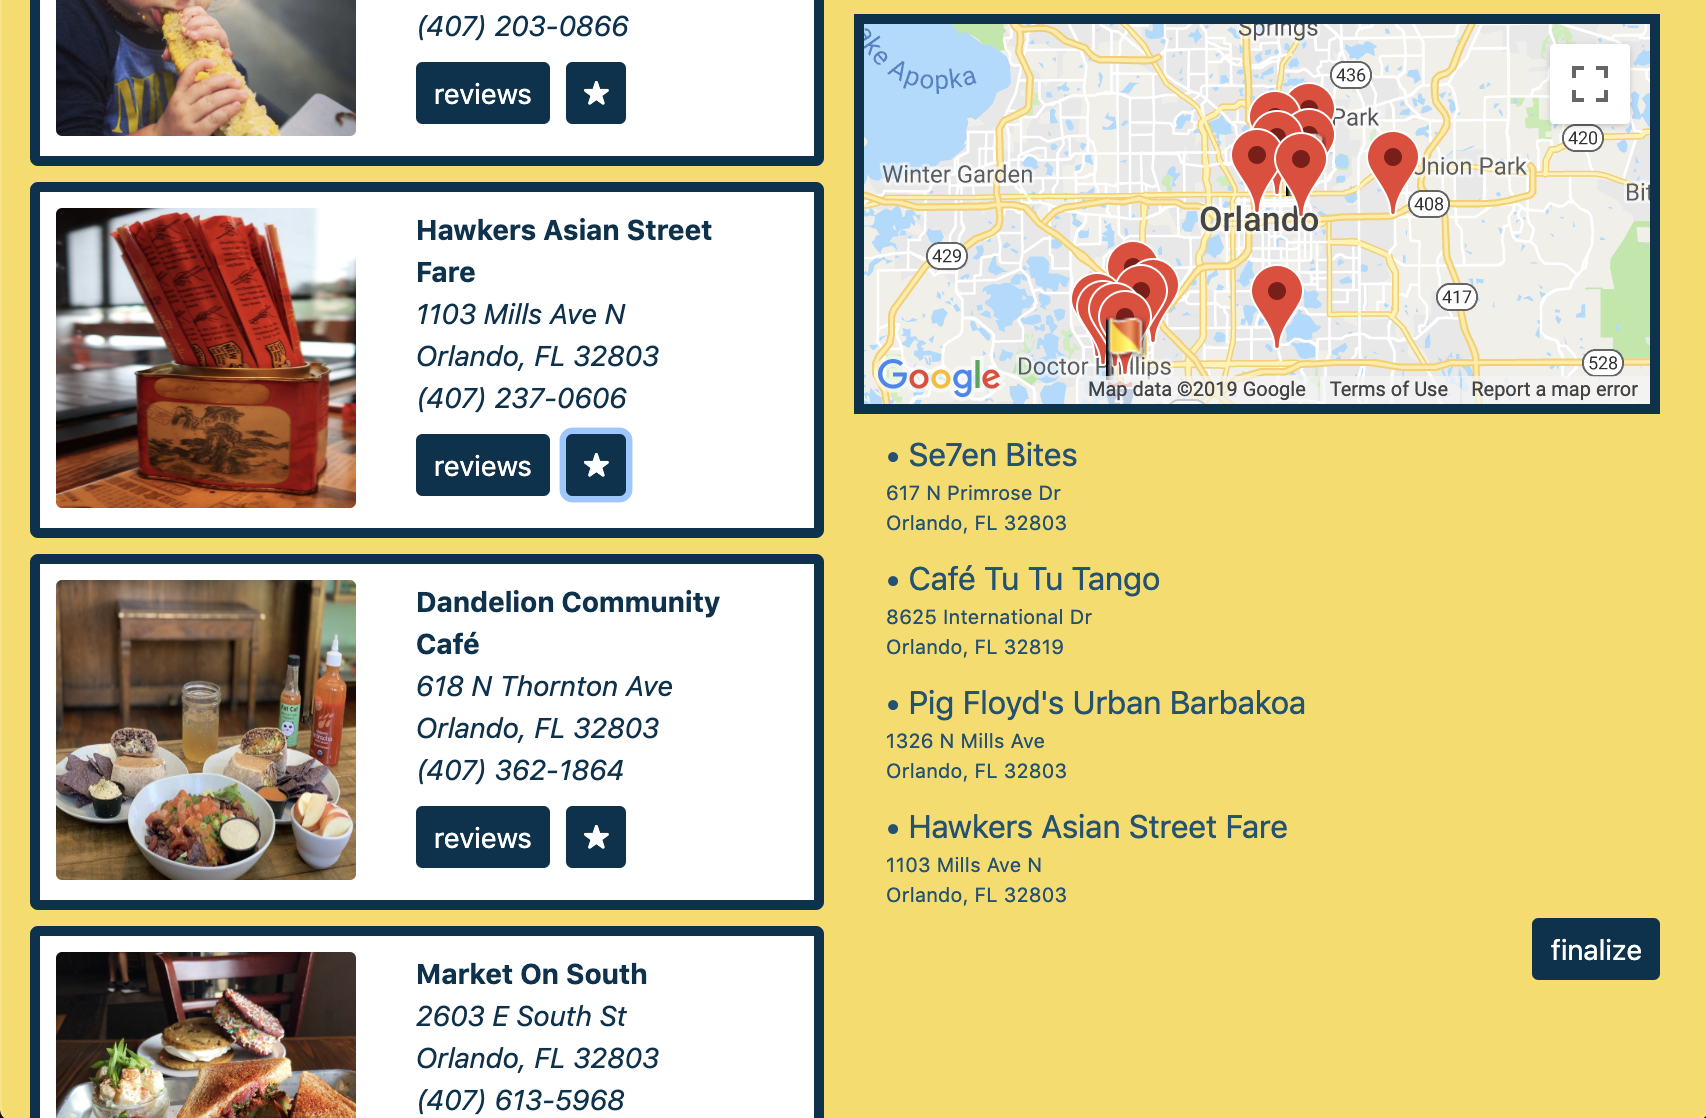 (407) 203-0866
reviews
Hawkers Asian Street
Fare
1103 Mills Ave N
Orlando, FL 32803
(407) 237-0606
reviews
Dandelion Community
Café
618 N Thornton Ave
Orlando, FL 32803
(407) 362-1864
reviews
Market On South
2603 E South St
Orlando, FL 32803
(407) 613-5968
Springs
ke Apopka
436
Park
420
Winter Garden
Union Park
Bit
408
Orlando
429
417
528
Doctor Phillips
Google
Map data ©2019 Google
Terms of Use
Report a map error
• Se7en Bites
617 N Primrose Dr
Orlando, FL 32803
• Café Tu Tu Tango
8625 International Dr
Orlando, FL 32819
• Pig Floyd's Urban Barbakoa
1326 N Mills Ave
Orlando, FL 32803
• Hawkers Asian Street Fare
1103 Mills Ave N
Orlando, FL 32803
finalize